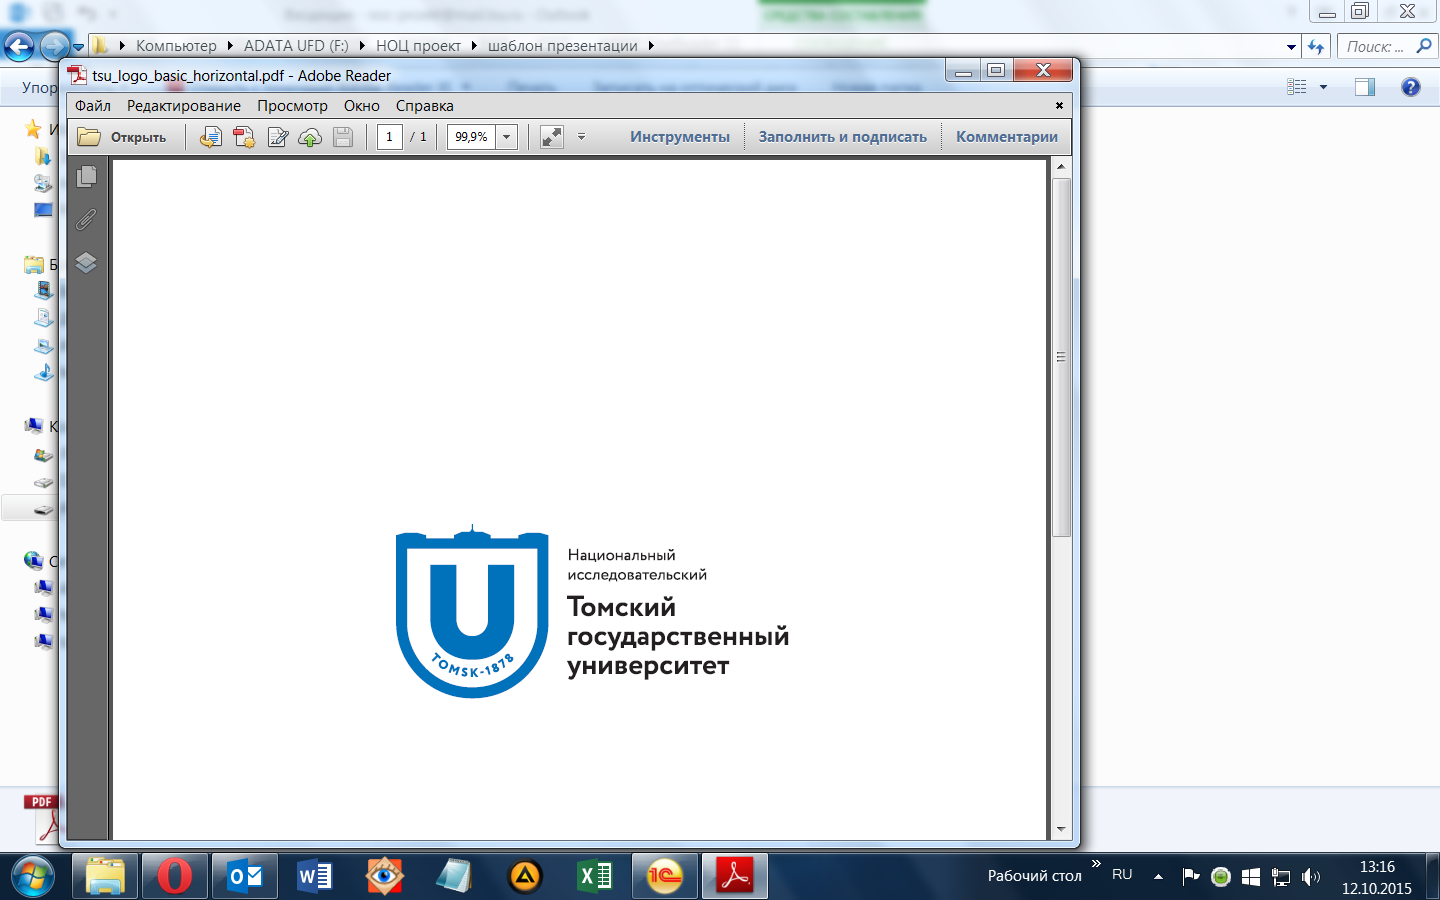 Компьютер ADATA UFD (F:) НОЦ проект шаблон презентации
Поиск: ...
Упор
tsu_logo_basic_horizontal.pdf - Adobe Reader
Файл Редактирование Просмотр Окно Справка
Открыть 1 / 1 99,9% Инструменты Заполнить и подписать Комментарии
Национальный
исследовательский
Томский
государственный
университет
U
TOMSK-1878
PDF
Рабочий стол
RU
13:16
12.10.2015